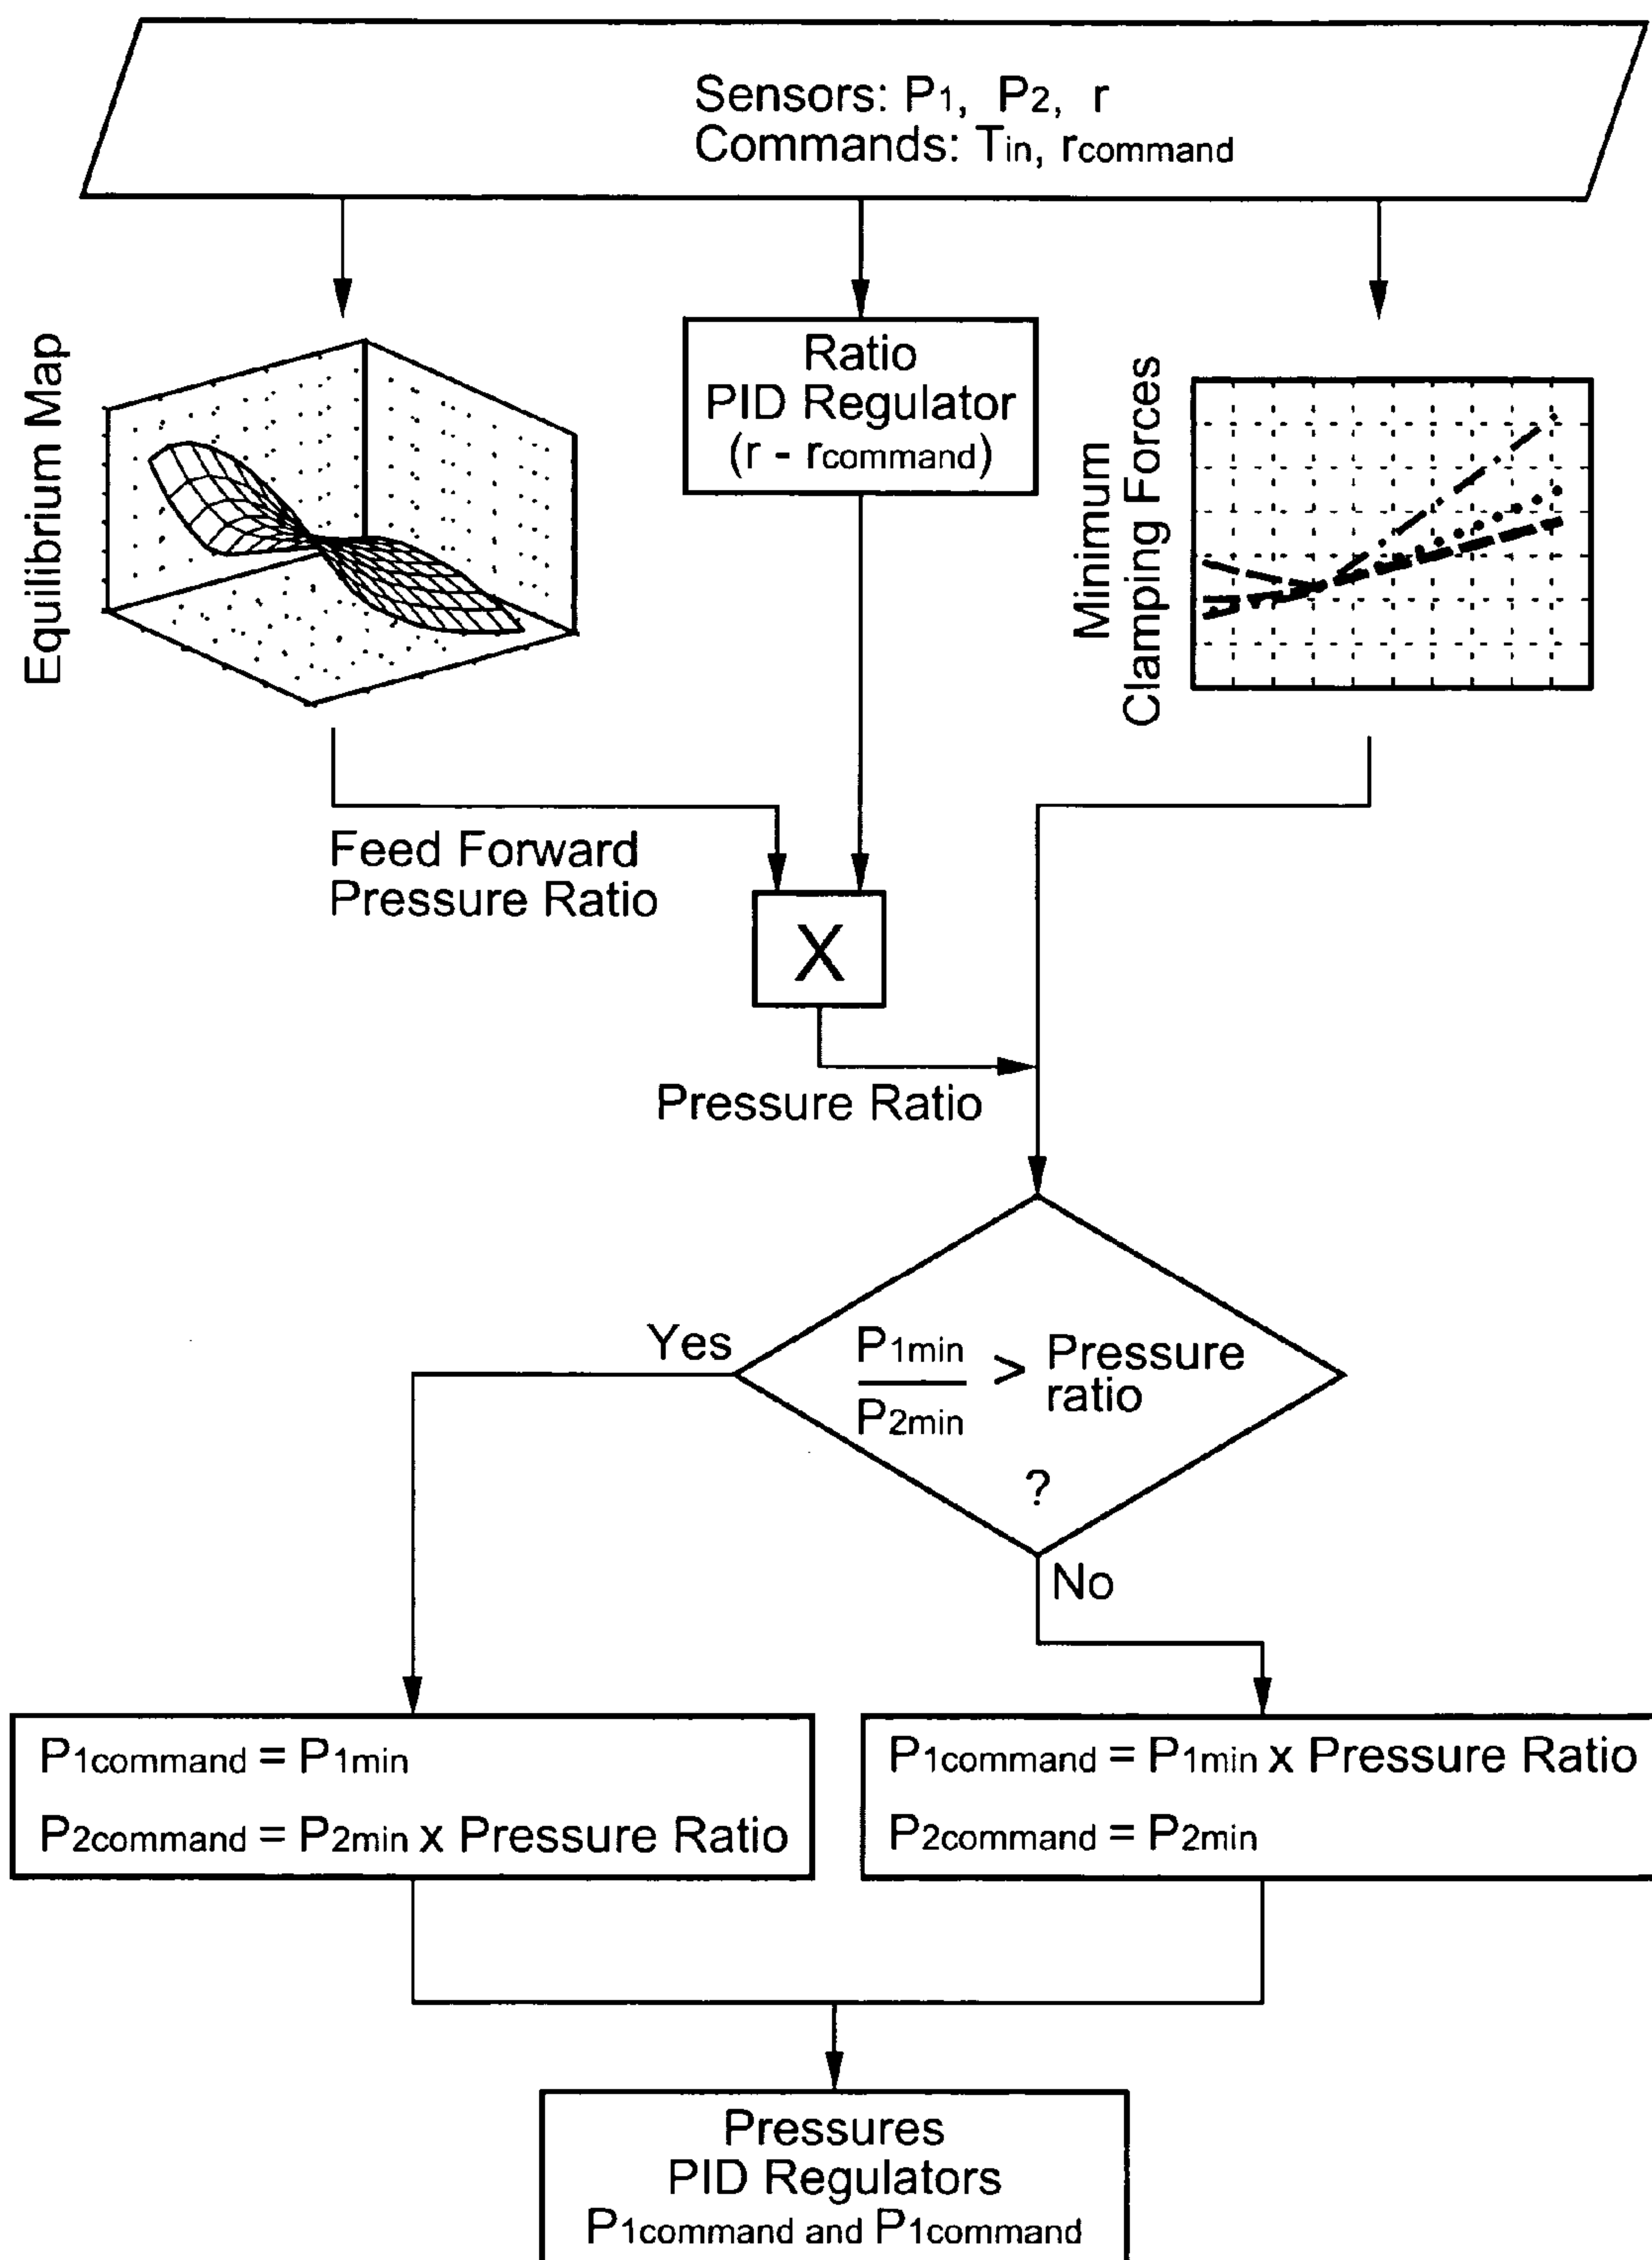 Sensors: P1, P2, r
Commands: Tin, rcommand
Equilibrium Map
Ratio
PID Regulator
(r - rcommand)
Minimum
Clamping Forces
Feed Forward
Pressure Ratio
X
Pressure Ratio
Yes
P1min
P2min
> Pressure
ratio
?
No
P1command = P1min
P2command = P2min x Pressure Ratio
P1command = P1min x Pressure Ratio
P2command = P2min
Pressures
PID Regulators
P1command and P1command